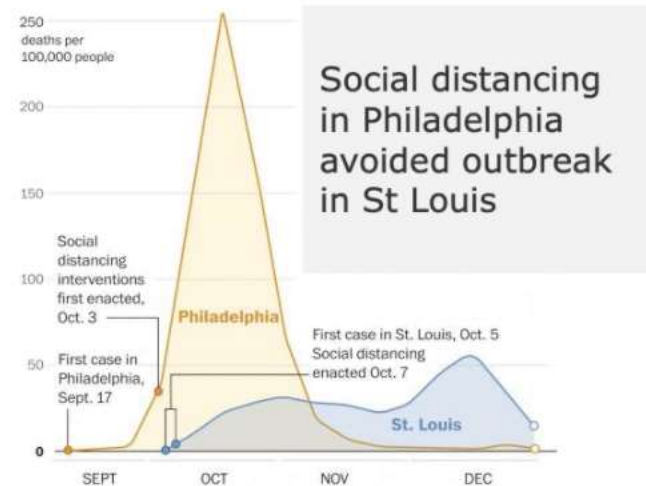 250
deaths per
100,000 people
200
150
100
50
0
Social distancing
in Philadelphia
avoided outbreak
in St Louis
Social
distancing
interventions
first enacted,
Oct. 3
First case in
Philadelphia,
Sept. 17
Philadelphia
First case in St. Louis, Oct. 5
Social distancing
enacted Oct. 7
St. Louis
SEPT
OCT
NOV
DEC